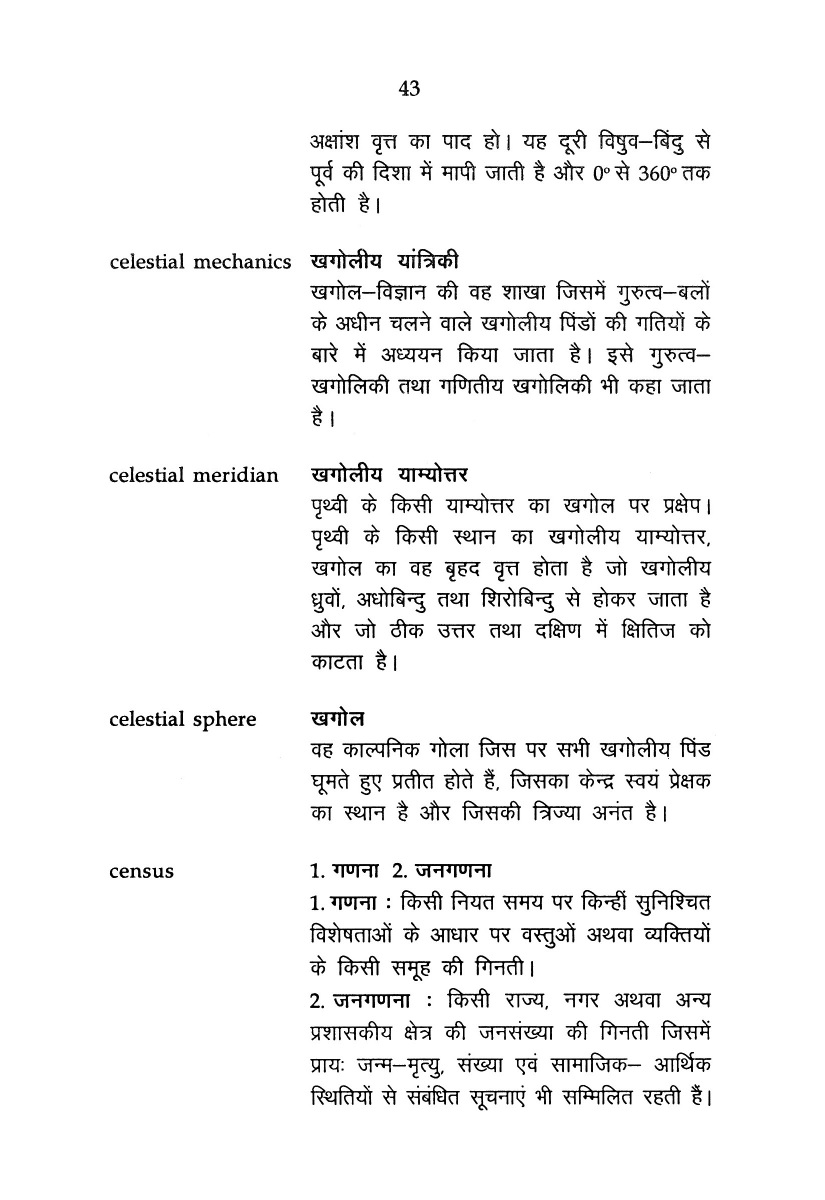 43
अक्षांश वृत्त का पाद हो। यह दूरी विषुव–बिंदु से
पूर्व की दिशा में मापी जाती है और 0° से 360° तक
होती है।
celestial mechanics खगोलीय यांत्रिकी
खगोल–विज्ञान की वह शाखा जिसमें गुरुत्व–बलों
के अधीन चलने वाले खगोलीय पिंडों की गतियों के
बारे में अध्ययन किया जाता है। इसे गुरुत्व–
खगोलिकी तथा गणितीय खगोलिकी भी कहा जाता
है।
celestial meridian खगोलीय याम्योत्तर
पृथ्वी के किसी याम्योत्तर का खगोल पर प्रक्षेप।
पृथ्वी के किसी स्थान का खगोलीय याम्योत्तर,
खगोल का वह बृहद वृत्त होता है जो खगोलीय
ध्रुवों, अधोबिन्दु तथा शिरोबिन्दु से होकर जाता है
और जो ठीक उत्तर तथा दक्षिण में क्षितिज को
काटता है।
celestial sphere खगोल
वह काल्पनिक गोला जिस पर सभी खगोलीय पिंड
घूमते हुए प्रतीत होते हैं, जिसका केन्द्र स्वयं प्रेक्षक
का स्थान है और जिसकी त्रिज्या अनंत है।
census 1. गणना 2. जनगणना
1. गणना : किसी नियत समय पर किन्हीं सुनिश्चित
विशेषताओं के आधार पर वस्तुओं अथवा व्यक्तियों
के किसी समूह की गिनती।
2. जनगणना : किसी राज्य, नगर अथवा अन्य
प्रशासकीय क्षेत्र की जनसंख्या की गिनती जिसमें
प्रायः जन्म–मृत्यु, संख्या एवं सामाजिक– आर्थिक
स्थितियों से संबंधित सूचनाएं भी सम्मिलित रहती हैं।